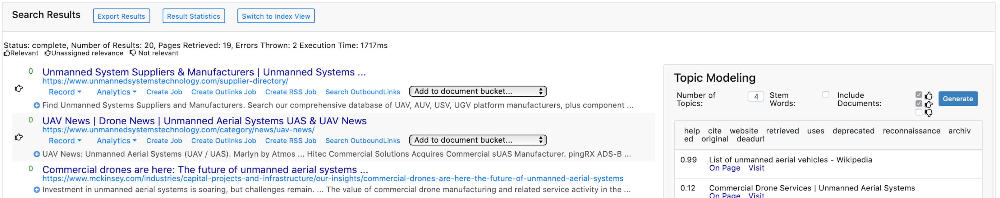 Search Results Export Results Result Statistics Switch to Index View
Status: complete, Number of Results: 20, Pages Retrieved: 19, Errors Thrown: 2 Execution Time: 1717ms
Relevant Unassigned relevance Not relevant
0 Unmanned System Suppliers & Manufacturers | Unmanned Systems ...
https://www.unmannedsystemstechnology.com/supplier-directory/
Record Analytics Create Job Create Outlinks Job Create RSS Job Search OutboundLinks Add to document bucket...
Find Unmanned Systems Suppliers and Manufacturers. Search our comprehensive database of UAV, AUV, USV, UGV platform manufacturers, plus component ...
0 UAV News | Drone News | Unmanned Aerial Systems UAS & UAV News
https://www.unmannedsystemstechnology.com/category/news/uav-news/
Record Analytics Create Job Create Outlinks Job Create RSS Job Search OutboundLinks Add to document bucket...
UAV News: Unmanned Aerial Systems (UAV / UAS). Marlyn by Atmos ... Hitec Commercial Solutions Acquires Commercial sUAS Manufacturer. pingRX ADS-B ...
0 Commercial drones are here: The future of unmanned aerial systems ...
https://www.mckinsey.com/industries/capital-projects-and-infrastructure/our-insights/commercial-drones-are-here-the-future-of-unmanned-aerial-systems
Investment in unmanned aerial systems is soaring, but challenges remain. ... The value of commercial drone manufacturing and related service activity in the ...
Topic Modeling
Number of Topics: 4 Stem Words: Include Documents: Generate
help cite website retrieved uses deprecated reconnaissance archiv
ed original deadurl
0.99 List of unmanned aerial vehicles - Wikipedia
On Page Visit
0.12 Commercial Drone Services | Unmanned Aerial Systems
On Page Visit